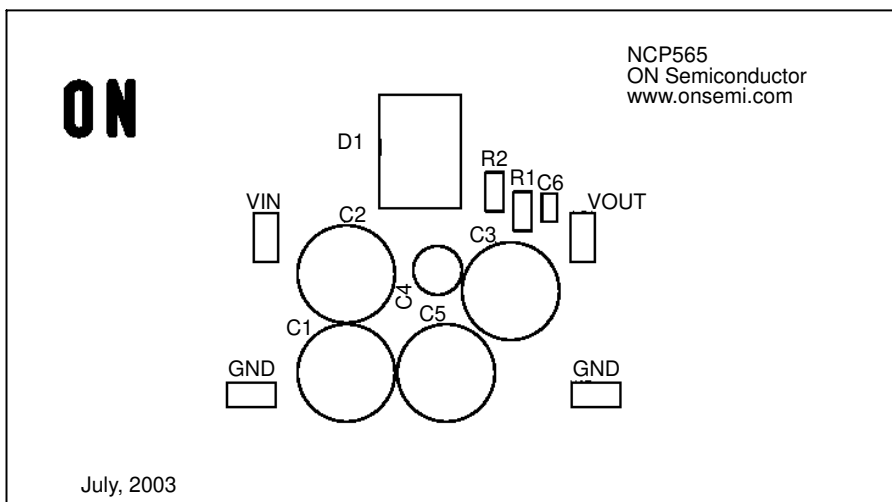 NCP565
ON Semiconductor
www.onsemi.com
ON
D1
R2
R1
C6
VIN
VOUT
C2
C3
C4
C5
C1
GND
GND
July, 2003